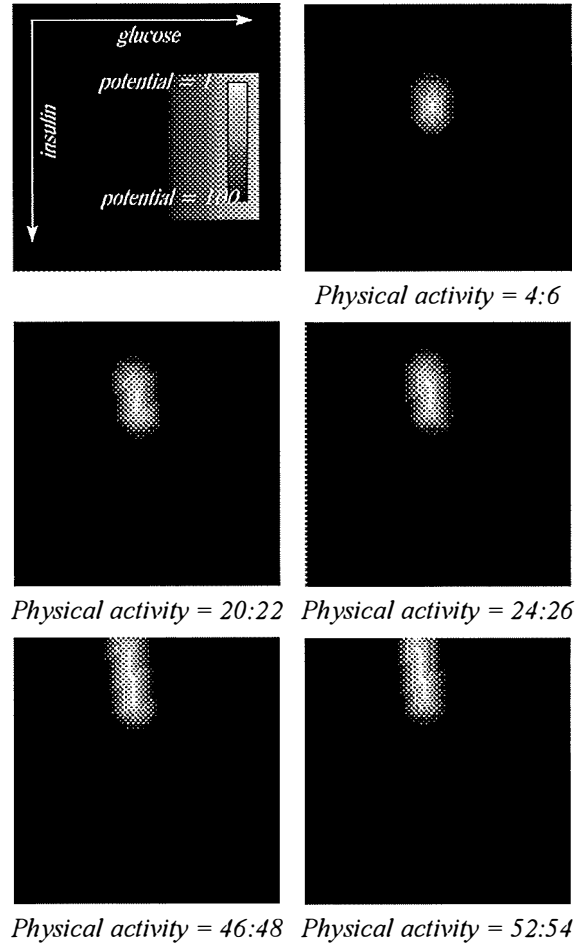 glucose
potential = 1
insulin
potential = 100
Physical activity = 4:6
Physical activity = 20:22
Physical activity = 24:26
Physical activity = 46:48
Physical activity = 52:54